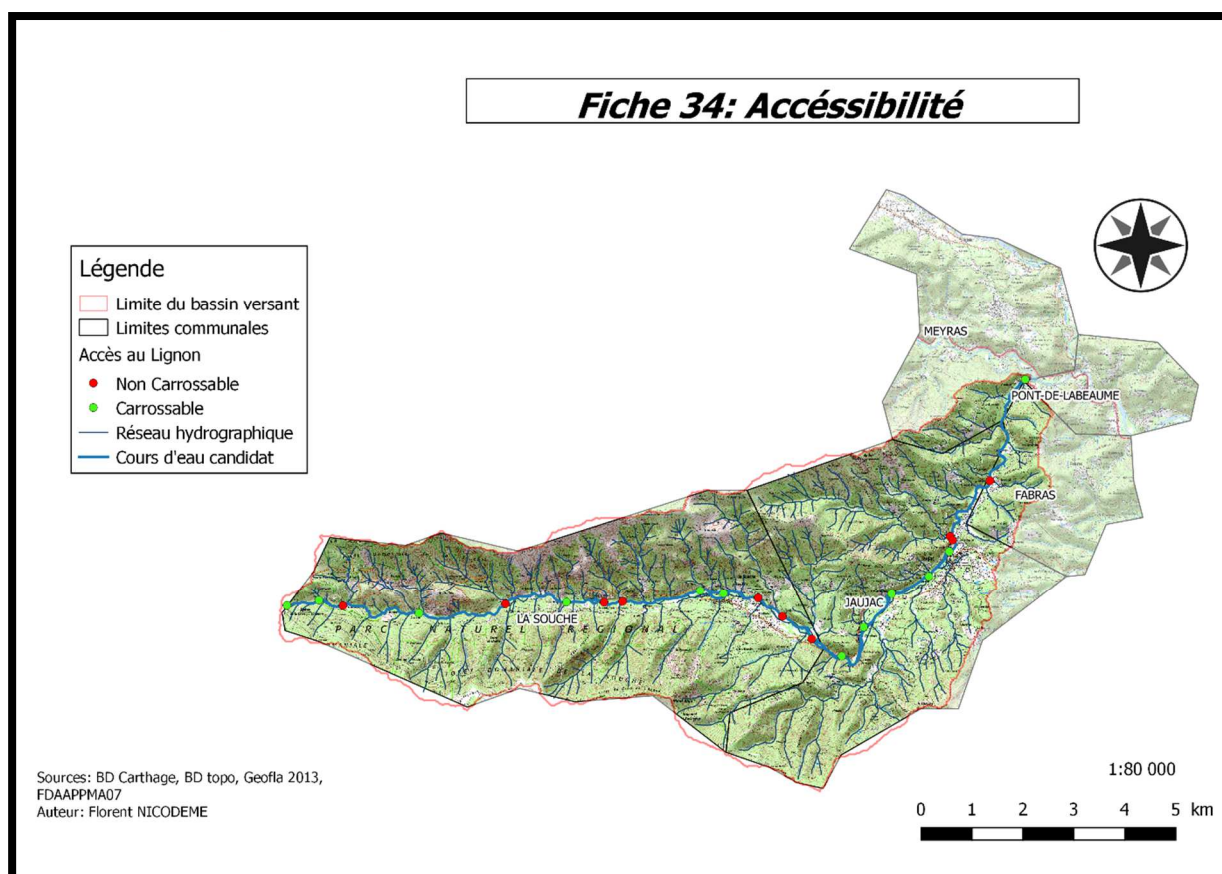 Fiche 34: Accéssibilité
Légende
Limite du bassin versant
Limites communales
Accès au Lignon
Non Carrossable
Carrossable
Réseau hydrographique
Cours d'eau candidat
MEYRAS
PONT-DE-LABEAUME
FABRAS
JAUJAC
LA SOUCHE
PARC NATUREL RÉGIONAL
Sources: BD Carthage, BD topo, Geofla 2013,
FDAAPPMA07
Auteur: Florent NICODEME
1:80 000
0 1 2 3 4 5 km